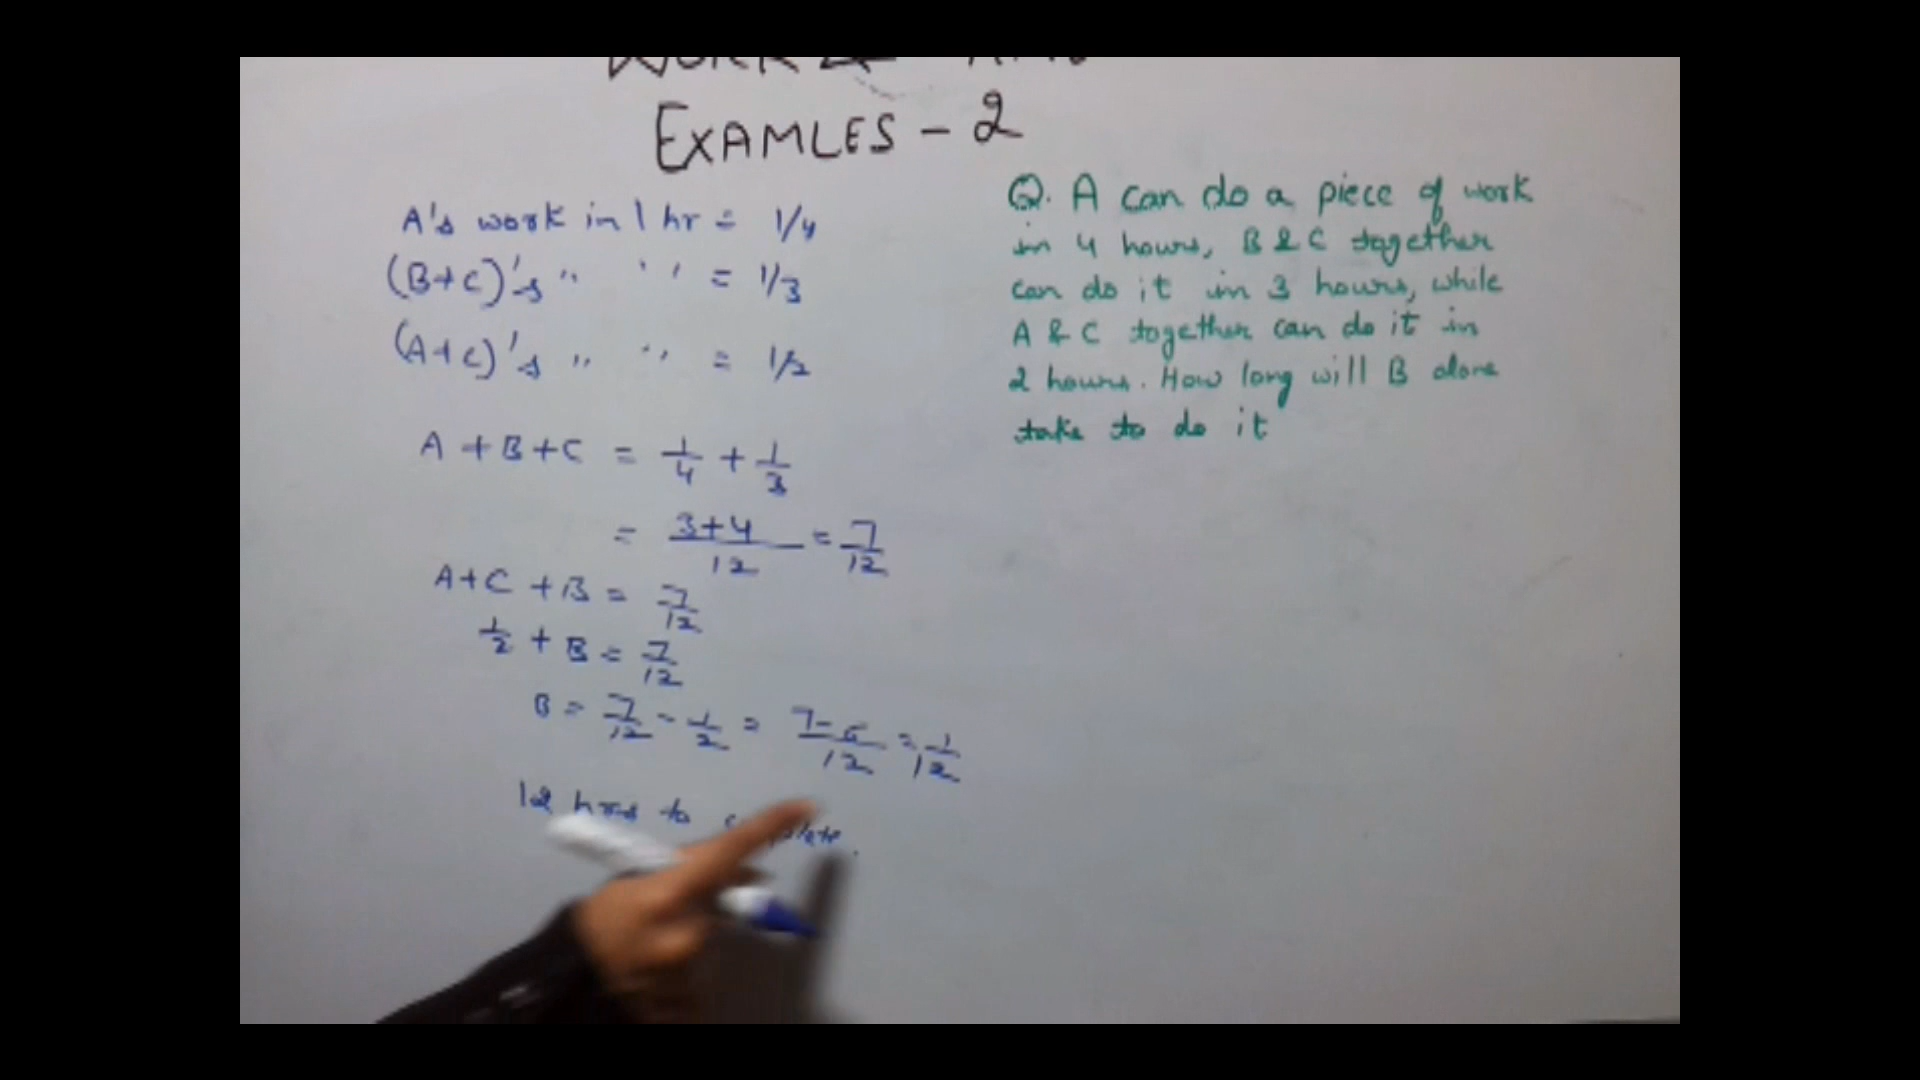 EXAMLES - 2
A's work in 1 hr = 1/4
(B+C)'s " " = 1/3
(A+C)'s " " = 1/2
A + B + C = 1/4 + 1/3
= 3+4/12 = 7/12
A+C + B = 7/12
1/2 + B = 7/12
B = 7/12 - 1/2 = 7-6/12 = 1/12
12 hrs to
Q. A can do a piece of work
in 4 hours, B & C together
can do it in 3 hours, while
A & C together can do it in
2 hours. How long will B alone
take to do it